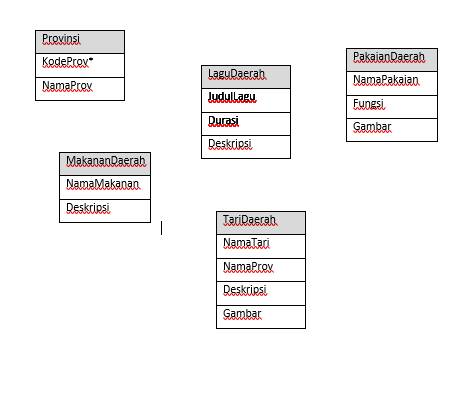 Provinsi
KodeProv*
NamaProv
LaguDaerah
JudulLagu
Durasi
Deskripsi
PakaianDaerah
NamaPakaian
Fungsi
Gambar
MakananDaerah
NamaMakanan
Deskripsi
TariDaerah
NamaTari
NamaProv
Deskripsi
Gambar